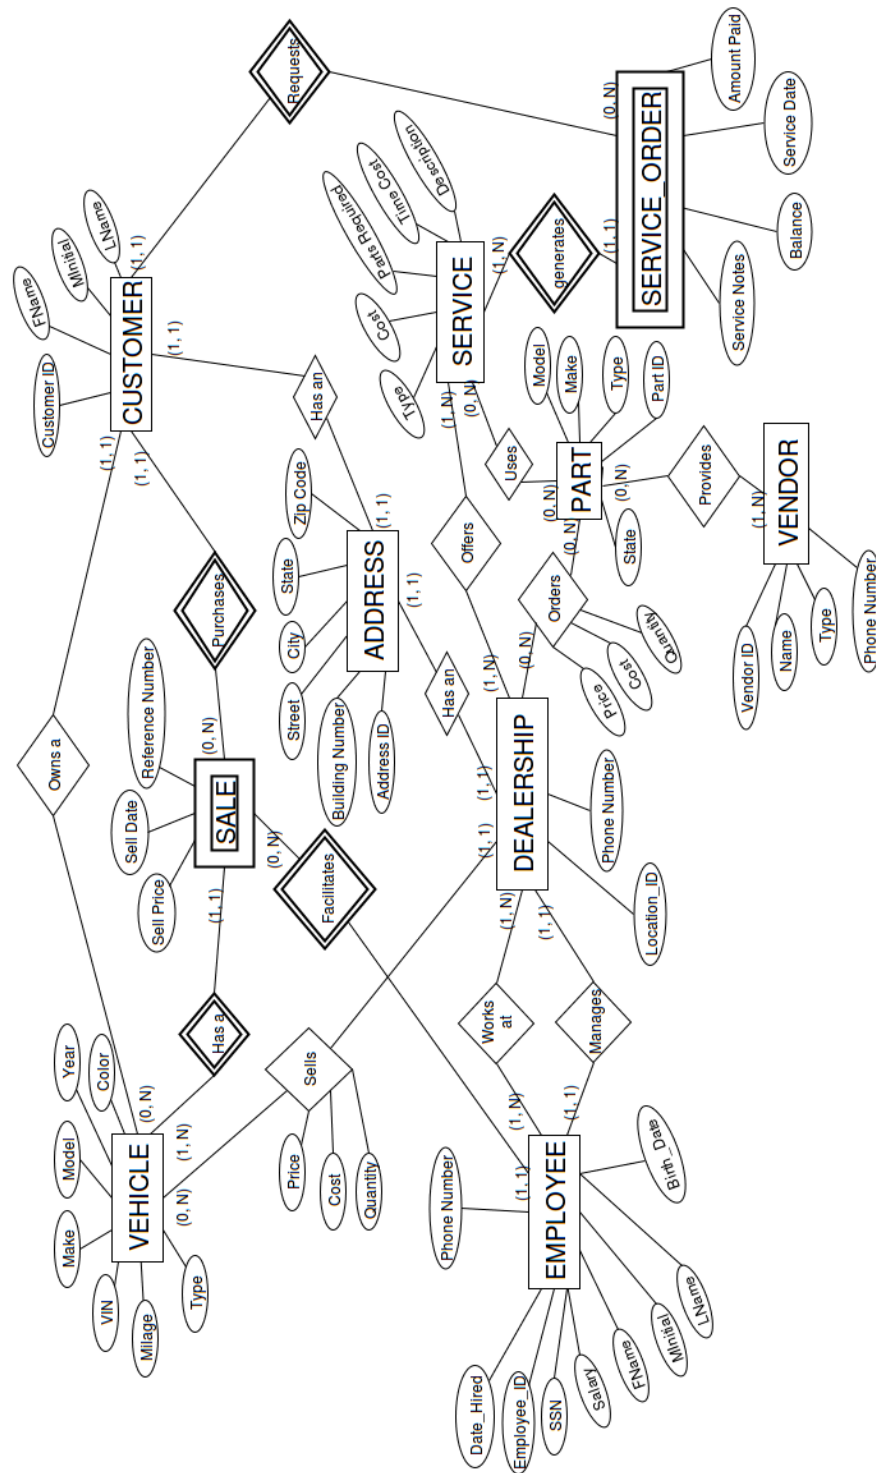 Date_Hired
Employee_ID
SSN
Salary
FName
MInitial
LName
EMPLOYEE
Phone Number
Birth_Date
(1, 1)
(1, N)
(1, 1)
VIN
Milage
Type
Make
Model
Year
Color
VEHICLE
(0, N)
(1, N)
(0, N)
Price
Cost
Quantity
Sells
Has a
Works
at
Manages
Facilitates
Owns a
Sell Price
Sell Date
Reference Number
SALE
(1, 1)
(0, N)
(0, N)
Purchases
Location_ID
Phone Number
DEALERSHIP
(1, N)
(1, 1)
(1, 1)
(1, 1)
(1, N)
(0, N)
Has an
Offers
Orders
Price
Cost
Quantity
Street
City
State
Zip Code
Building Number
Address ID
ADDRESS
(1, 1)
(1, 1)
Has an
Vendor ID
Name
Type
Phone Number
VENDOR
(1, N)
Provides
PART
State
Model
Make
Type
Part ID
(0, N)
(0, N)
(0, N)
Uses
Customer ID
FName
MInitial
LName
CUSTOMER
(1, 1)
(1, 1)
(1, 1)
(1, 1)
Type
Cost
Parts Required
Time Cost
Description
SERVICE
(1, N)
(0, N)
(1, N)
generates
Requests
SERVICE_ORDER
(1, 1)
(0, N)
Service Notes
Balance
Service Date
Amount Paid